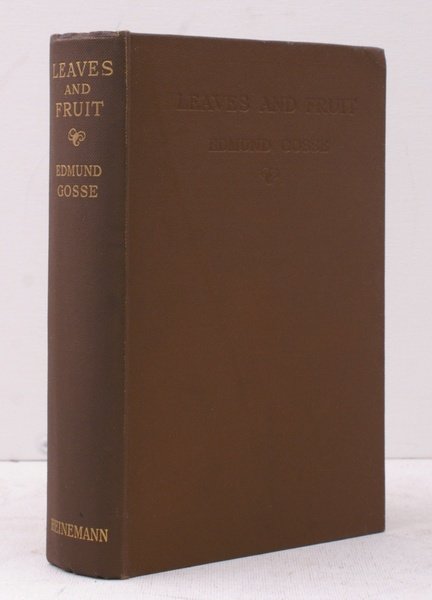 LEAVES
AND
FRUIT
EDMUND
GOSSE
HEINEMANN
LEAVES AND FRUIT
EDMUND GOSSE